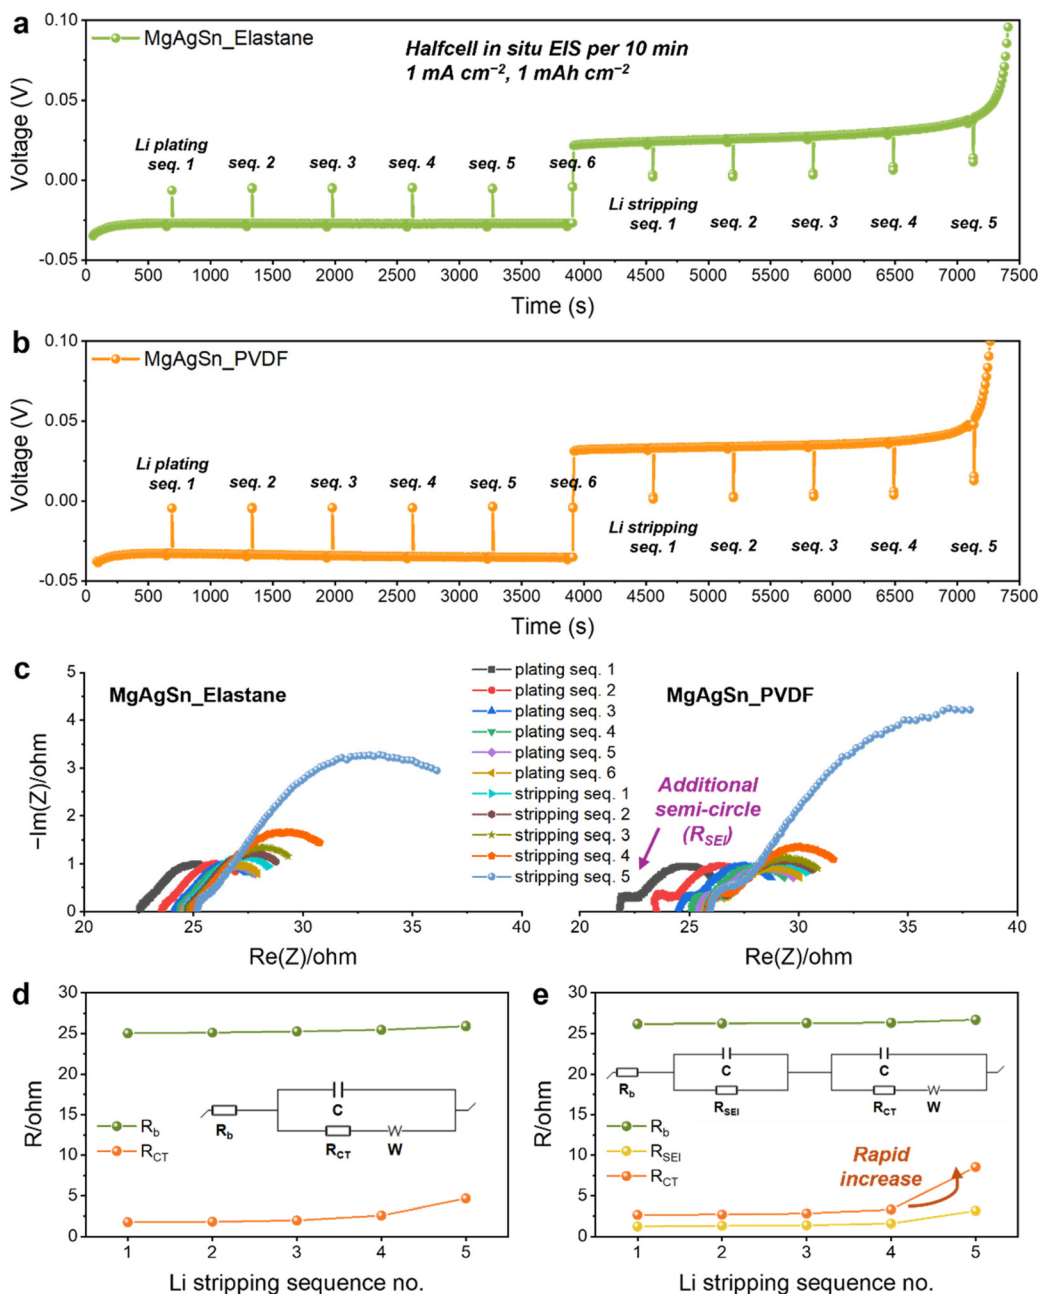 a
MgAgSn_Elastane
Halfcell in situ EIS per 10 min
1 mA cm⁻², 1 mAh cm⁻²
Li plating
seq. 1 seq. 2 seq. 3 seq. 4 seq. 5 seq. 6
Li stripping
seq. 1 seq. 2 seq. 3 seq. 4 seq. 5
Voltage (V)
0.10
0.05
0.00
-0.05
0 500 1000 1500 2000 2500 3000 3500 4000 4500 5000 5500 6000 6500 7000 7500
Time (s)
b
MgAgSn_PVDF
Li plating
seq. 1 seq. 2 seq. 3 seq. 4 seq. 5 seq. 6
Li stripping
seq. 1 seq. 2 seq. 3 seq. 4 seq. 5
Voltage (V)
0.10
0.05
0.00
-0.05
0 500 1000 1500 2000 2500 3000 3500 4000 4500 5000 5500 6000 6500 7000 7500
Time (s)
c
MgAgSn_Elastane
−Im(Z)/ohm
5
4
3
2
1
0
20 25 30 35 40
Re(Z)/ohm
plating seq. 1
plating seq. 2
plating seq. 3
plating seq. 4
plating seq. 5
plating seq. 6
stripping seq. 1
stripping seq. 2
stripping seq. 3
stripping seq. 4
stripping seq. 5
MgAgSn_PVDF
Additional
semi-circle
(R_SEI)
20 25 30 35 40
Re(Z)/ohm
d
R/ohm
30
25
20
15
10
5
0
R_b
C
R_CT W
R_b
R_CT
1 2 3 4 5
Li stripping sequence no.
e
R/ohm
30
25
20
15
10
5
0
R_b
C
R_SEI
C
R_CT W
R_b
R_SEI
R_CT
Rapid
increase
1 2 3 4 5
Li stripping sequence no.